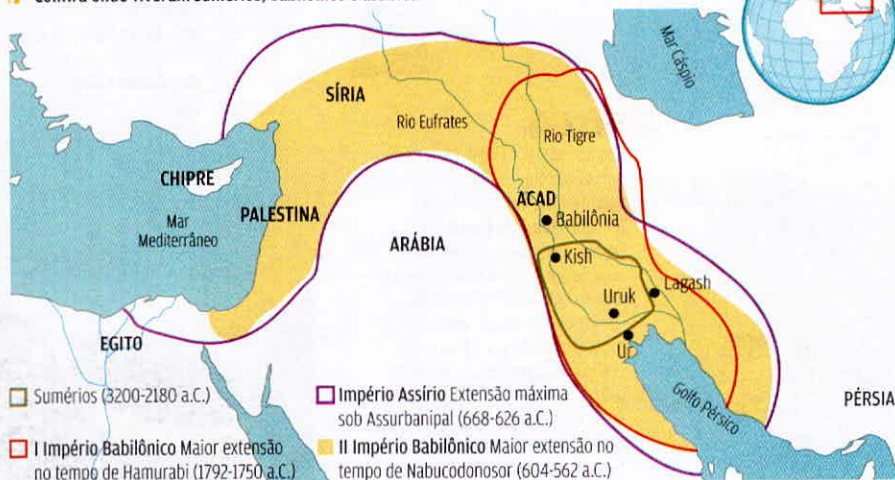 Mar
Cáspio
SÍRIA
Rio Eufrates
Rio Tigre
CHIPRE
ACAD
Babilônia
PALESTINA
Mar
Mediterrâneo
ARÁBIA
Kish
Lagash
Uruk
Ur
EGITO
Golfo Pérsico
PÉRSIA
Sumérios (3200-2180 a.C.)
I Império Babilônico Maior extensão
no tempo de Hamurabi (1792-1750 a.C.)
Império Assírio Extensão máxima
sob Assurbanipal (668-626 a.C.)
II Império Babilônico Maior extensão no
tempo de Nabucodonosor (604-562 a.C.)